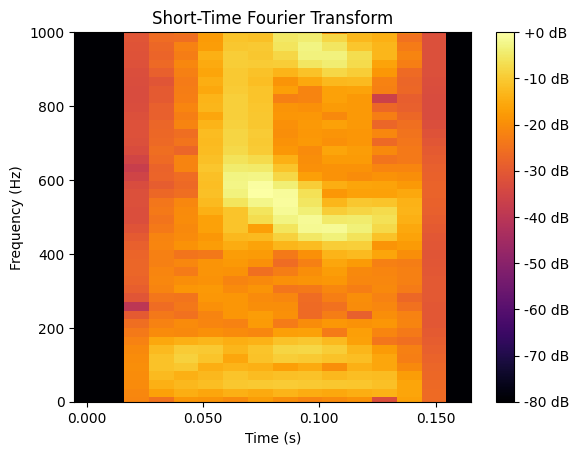 Short-Time Fourier Transform
1000
800
600
400
200
0
Frequency (Hz)
0.000
0.050
0.100
0.150
Time (s)
+0 dB
-10 dB
-20 dB
-30 dB
-40 dB
-50 dB
-60 dB
-70 dB
-80 dB